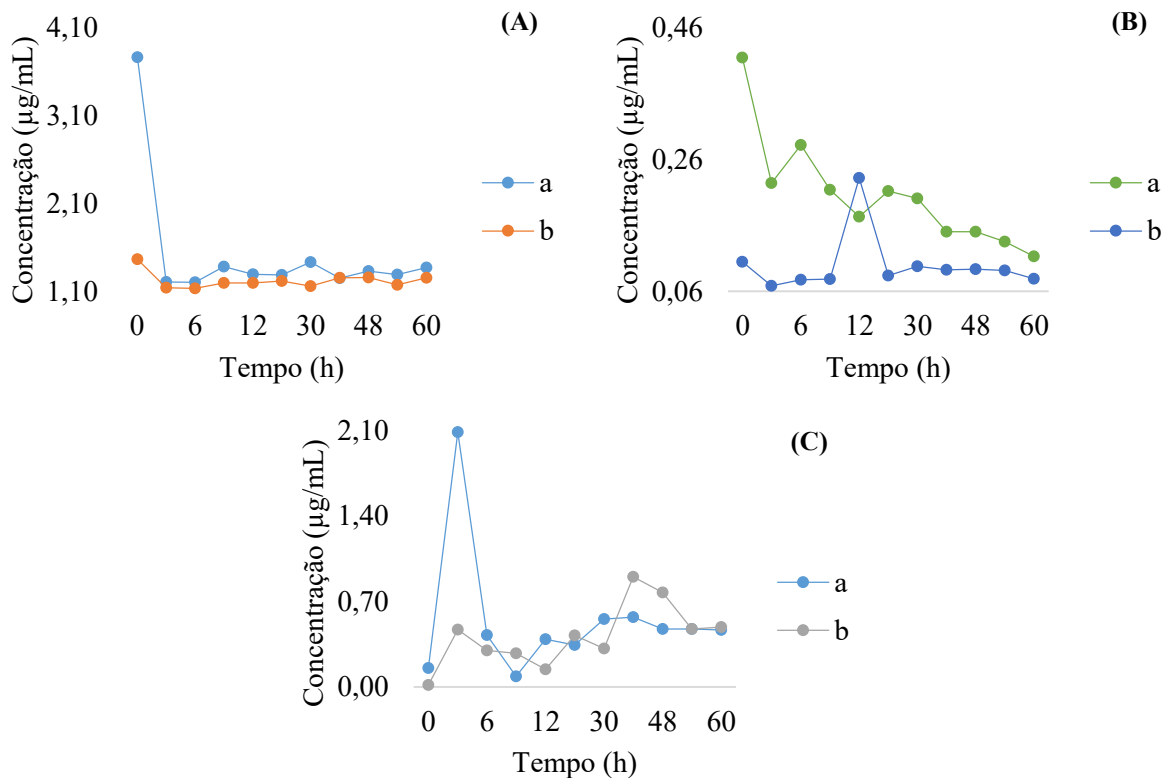 (A)
Concentração (µg/mL)
4,10
3,10
2,10
1,10
0 6 12 30 48 60
Tempo (h)
a
b
(B)
Concentração (µg/mL)
0,46
0,26
0,06
0 6 12 30 48 60
Tempo (h)
a
b
(C)
Concentração (µg/mL)
2,10
1,40
0,70
0,00
0 6 12 30 48 60
Tempo (h)
a
b